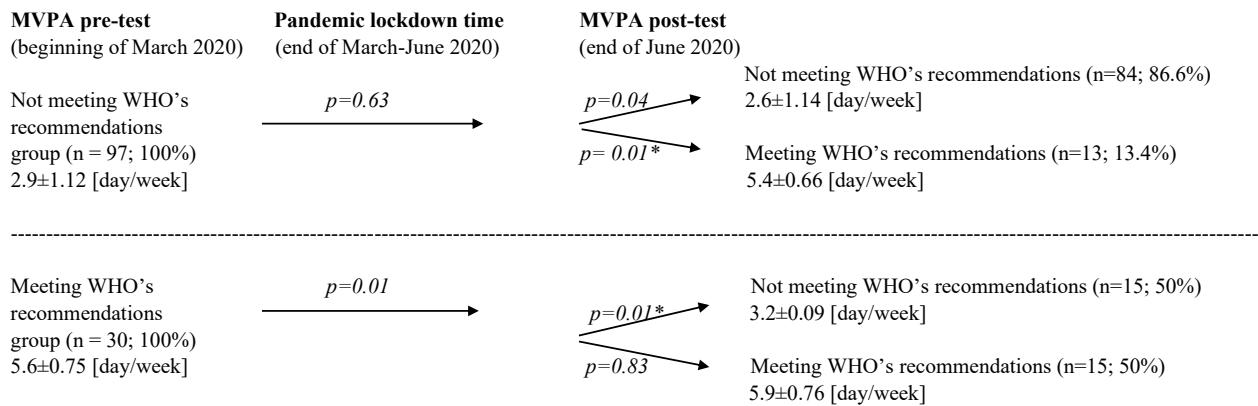 MVPA pre-test Pandemic lockdown time MVPA post-test
(beginning of March 2020) (end of March-June 2020) (end of June 2020)
Not meeting WHO's
recommendations
group (n = 97; 100%)
2.9±1.12 [day/week]
p=0.63
p=0.04
p= 0.01*
Not meeting WHO's recommendations (n=84; 86.6%)
2.6±1.14 [day/week]
Meeting WHO's recommendations (n=13; 13.4%)
5.4±0.66 [day/week]
Meeting WHO's
recommendations
group (n = 30; 100%)
5.6±0.75 [day/week]
p=0.01
p=0.01*
p=0.83
Not meeting WHO's recommendations (n=15; 50%)
3.2±0.09 [day/week]
Meeting WHO's recommendations (n=15; 50%)
5.9±0.76 [day/week]